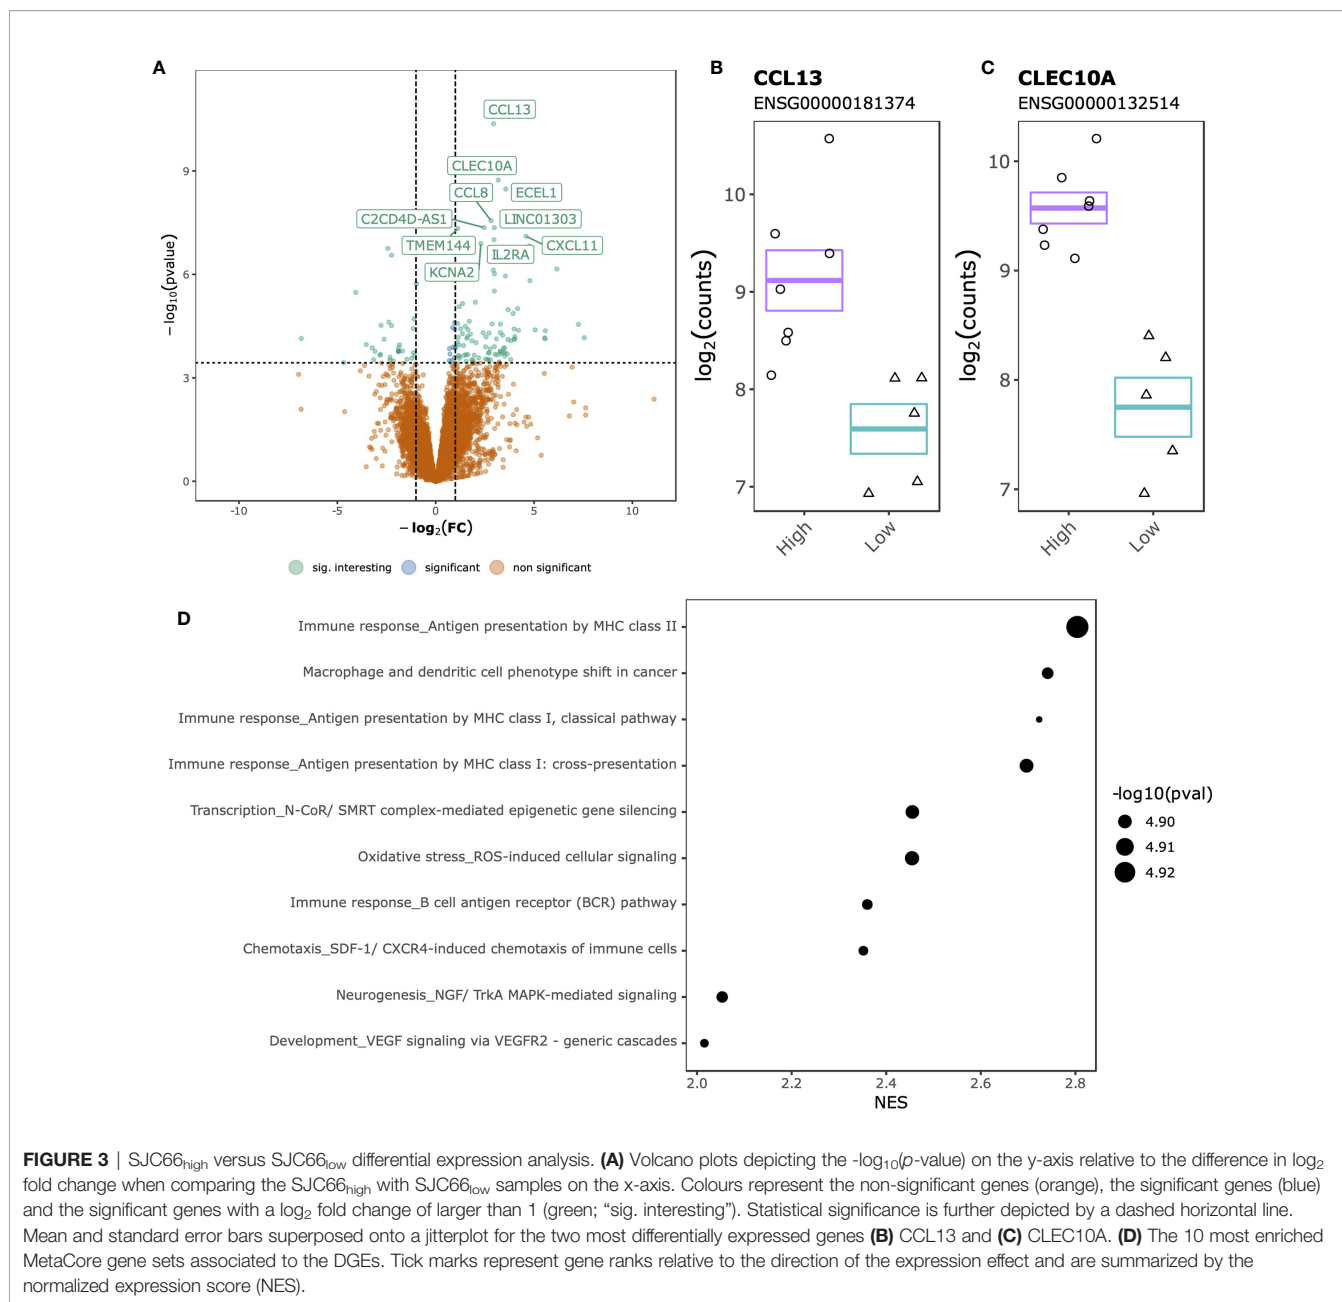 A
CCL13
CLEC10A
CCL8
ECEL1
C2CD4D-AS1
LINC01303
TMEM144
IL2RA
CXCL11
KCNA2
9
6
3
0
−log10(pvalue)
-10
-5
0
5
10
−log2(FC)
sig. interesting
significant
non significant
B
CCL13
ENSG00000181374
10
9
8
7
log2(counts)
High
Low
C
CLEC10A
ENSG00000132514
10
9
8
7
log2(counts)
High
Low
D
Immune response_Antigen presentation by MHC class II
Macrophage and dendritic cell phenotype shift in cancer
Immune response_Antigen presentation by MHC class I, classical pathway
Immune response_Antigen presentation by MHC class I: cross-presentation
Transcription_N-CoR/ SMRT complex-mediated epigenetic gene silencing
Oxidative stress_ROS-induced cellular signaling
Immune response_B cell antigen receptor (BCR) pathway
Chemotaxis_SDF-1/ CXCR4-induced chemotaxis of immune cells
Neurogenesis_NGF/ TrkA MAPK-mediated signaling
Development_VEGF signaling via VEGFR2 - generic cascades
2.0
2.2
2.4
2.6
2.8
NES
-log10(pval)
4.90
4.91
4.92
FIGURE 3 | SJC66high versus SJC66low differential expression analysis. (A) Volcano plots depicting the -log10(p-value) on the y-axis relative to the difference in log2
fold change when comparing the SJC66high with SJC66low samples on the x-axis. Colours represent the non-significant genes (orange), the significant genes (blue)
and the significant genes with a log2 fold change of larger than 1 (green; “sig. interesting”). Statistical significance is further depicted by a dashed horizontal line.
Mean and standard error bars superposed onto a jitterplot for the two most differentially expressed genes (B) CCL13 and (C) CLEC10A. (D) The 10 most enriched
MetaCore gene sets associated to the DGEs. Tick marks represent gene ranks relative to the direction of the expression effect and are summarized by the
normalized expression score (NES).